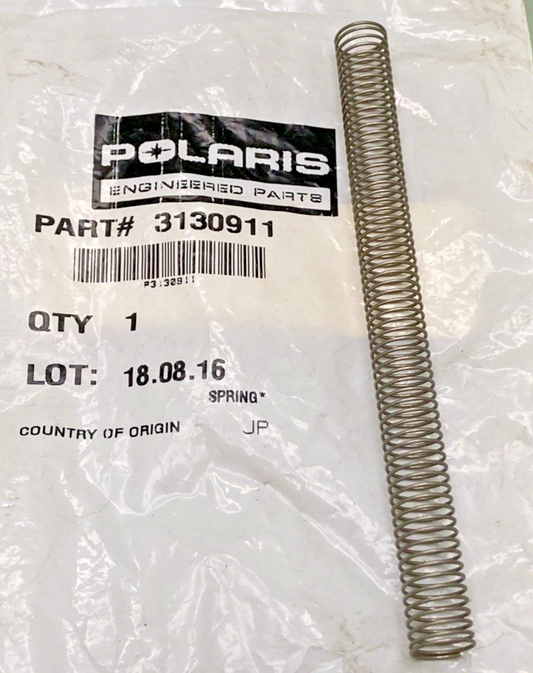 POLARIS
ENGINEERED PARTS
PART# 3130911
P3130911
QTY 1
LOT: 18.08.16
SPRING*
COUNTRY OF ORIGIN JP